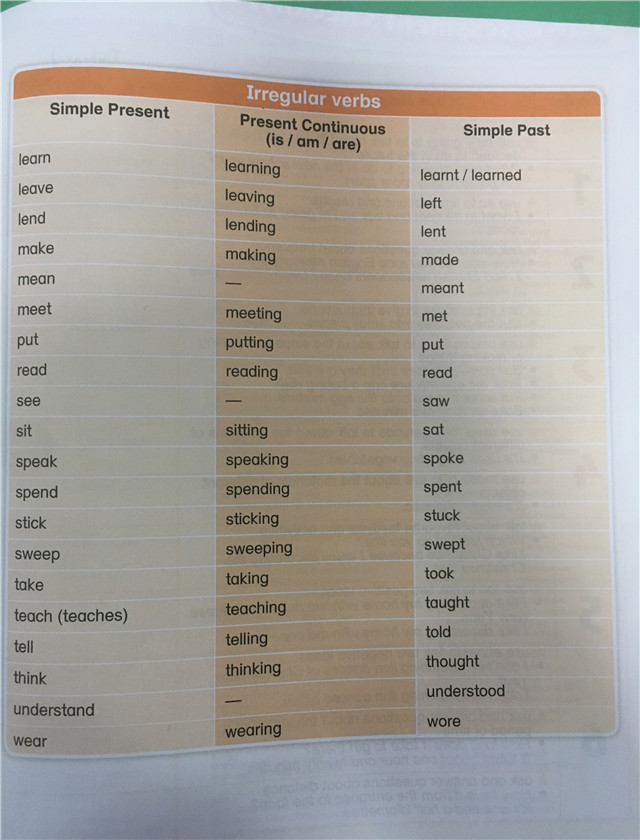 Irregular verbs
Simple Present
Present Continuous
(is / am / are)
Simple Past
learn learning learnt / learned
leave leaving left
lend lending lent
make making made
mean — meant
meet meeting met
put putting put
read reading read
see — saw
sit sitting sat
speak speaking spoke
spend spending spent
stick sticking stuck
sweep sweeping swept
take taking took
teach (teaches) teaching taught
tell telling told
think thinking thought
understand — understood
wear wearing wore